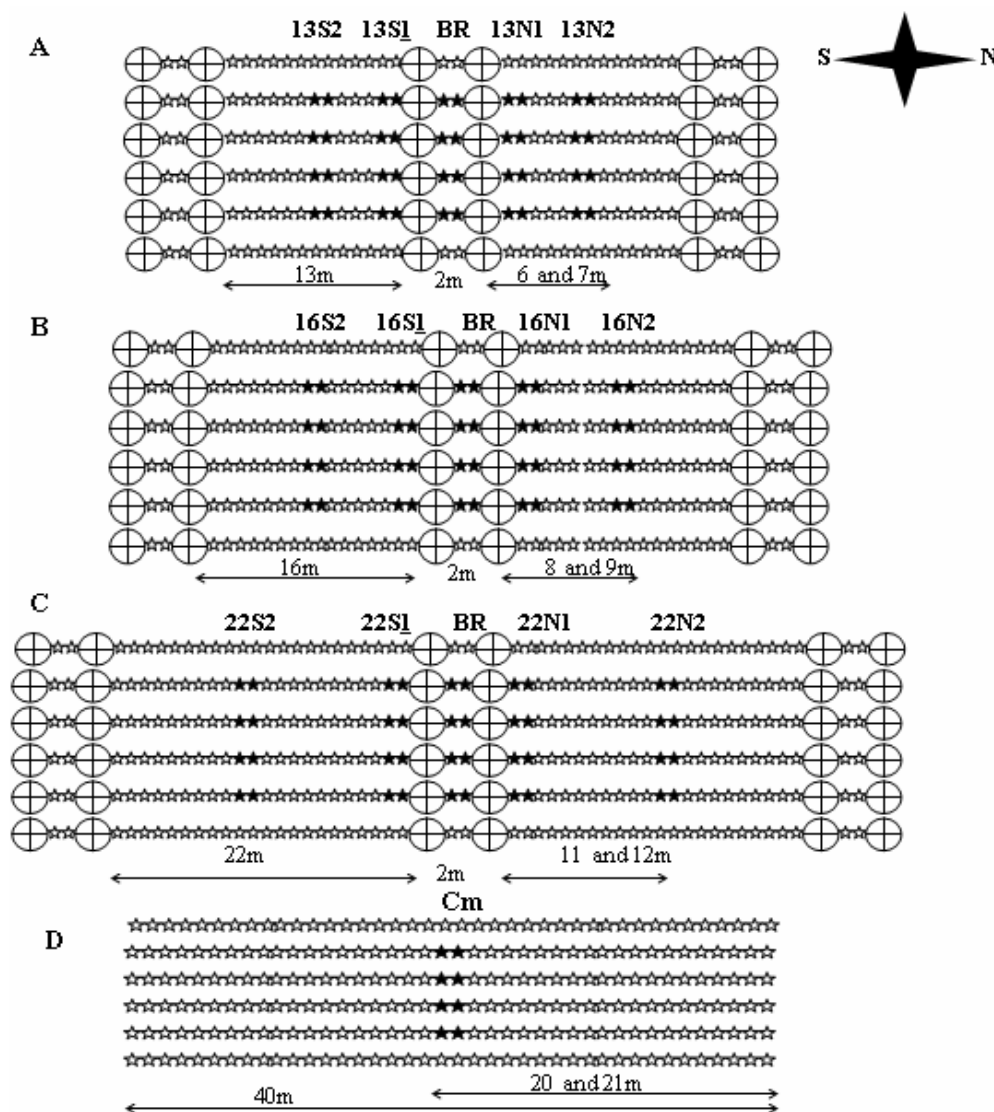 13S2 13S1 BR 13N1 13N2
A
S N
13m 2m 6 and 7m
B
16S2 16S1 BR 16N1 16N2
16m 2m 8 and 9m
C
22S2 22S1 BR 22N1 22N2
22m 2m 11 and 12m
Cm
D
40m 20 and 21m